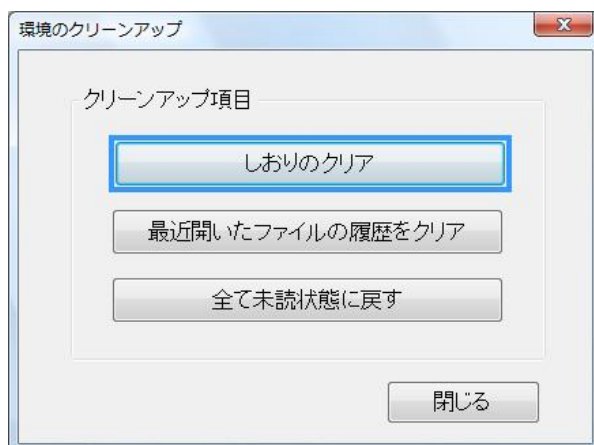 環境のクリーンアップ
クリーンアップ項目
しおりのクリア
最近開いたファイルの履歴をクリア
全て未読状態に戻す
閉じる